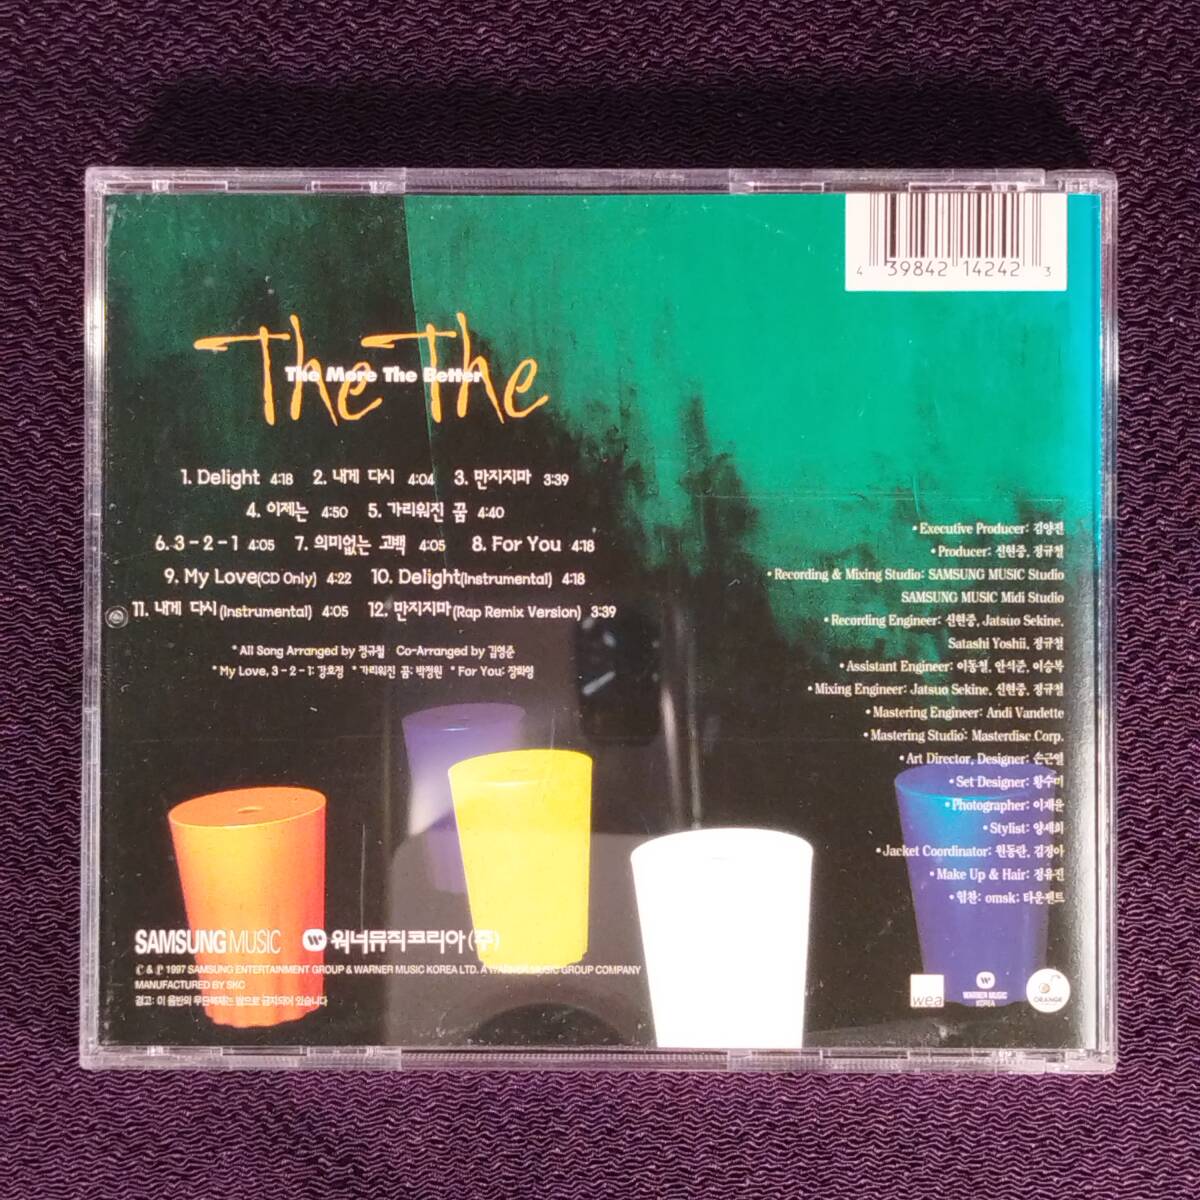 4 39842 14242 3
The The
The More The Better
1. Delight 4:18 2. 내게 다시 4:04 3. 만지지마 3:39
4. 이제는 4:50 5. 가리워진 꿈 4:40
6. 3-2-1 4:05 7. 의미없는 고백 4:05 8. For You 4:18
9. My Love(CD Only) 4:22 10. Delight(Instrumental) 4:18
11. 내게 다시(Instrumental) 4:05 12. 만지지마(Rap Remix Version) 3:39
* All Song Arranged by 정규철 Co-Arranged by 김영준
* My Love, 3-2-1: 강호정 * 가리워진 꿈: 박정원 * For You: 장화영
• Executive Producer: 김양진
• Producer: 신현중, 정규철
• Recording & Mixing Studio: SAMSUNG MUSIC Studio
SAMSUNG MUSIC Midi Studio
• Recording Engineer: 신현중, Jatsuo Sekine,
Satashi Yoshii, 정규철
• Assistant Engineer: 이동철, 안석준, 이승복
• Mixing Engineer: Jatsuo Sekine, 신현중, 정규철
• Mastering Engineer: Andi Vandette
• Mastering Studio: Masterdisc Corp.
• Art Director, Designer: 손근열
• Set Designer: 황수미
• Photographer: 이재윤
• Stylist: 양세희
• Jacket Coordinator: 원동란, 김정아
• Make Up & Hair: 정유진
• 협찬: omsk; 타운젠트
SAMSUNG MUSIC 워너뮤직코리아(주)
℗ & ℗ 1997 SAMSUNG ENTERTAINMENT GROUP & WARNER MUSIC KOREA LTD. A WARNER MUSIC GROUP COMPANY
MANUFACTURED BY SKC
경고: 이 음반의 무단복제는 법으로 금지되어 있습니다
wea
WARNER MUSIC
KOREA
ORANGE